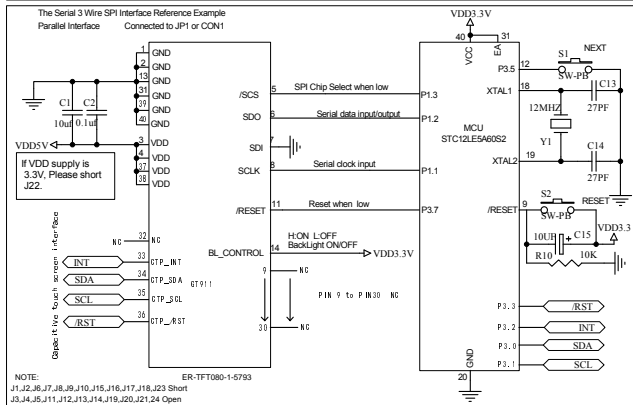 The Serial 3 Wire SPI Interface Reference Example
Parallel Interface Connected to JP1 or CON1
VDD3.3V
40 31
VCC EA
1 GND
2 GND
13 GND
31 GND
39 GND
40 GND
C1 C2
10uf 0.1uf
VDD5V
3 VDD
4 VDD
37 VDD
38 VDD
If VDD supply is
3.3V, Please short
J22.
/SCS 5 SPI Chip Select when low P1.3
SDO 6 Serial data input/output P1.2
SDI 7
SCLK 8 Serial clock input P1.1
/RESET 11 Reset when low P3.7
H:ON L:OFF
BL_CONTROL 14 BackLight ON/OFF VDD3.3V
9 NC
PIN 9 to PIN30 NC
30 NC
NC 32 NC
INT 33 CTP_INT
SDA 34 CTP_SDA
GT911
SCL 35 CTP_SCL
/RST 36 CTP_/RST
Capacitive touch screen interface
MCU
STC12LE5A60S2
S1 NEXT
P3.5 12 SW-PB
XTAL1 18 C13
12MHZ 27PF
Y1
XTAL2 19 C14
27PF
S2 RESET
/RESET 9 SW-PB
VDD3.3
10UF + C15
R10 10K
P3.3 /RST
P3.2 INT
P3.0 SDA
P3.1 SCL
GND
20
ER-TFT080-1-5793
NOTE:
J1,J2,J6,J7,J8,J9,J10,J15,J16,J17,J18,J23 Short
J3,J4,J5,J11,J12,J13,J14,J19,J20,J21,24 Open